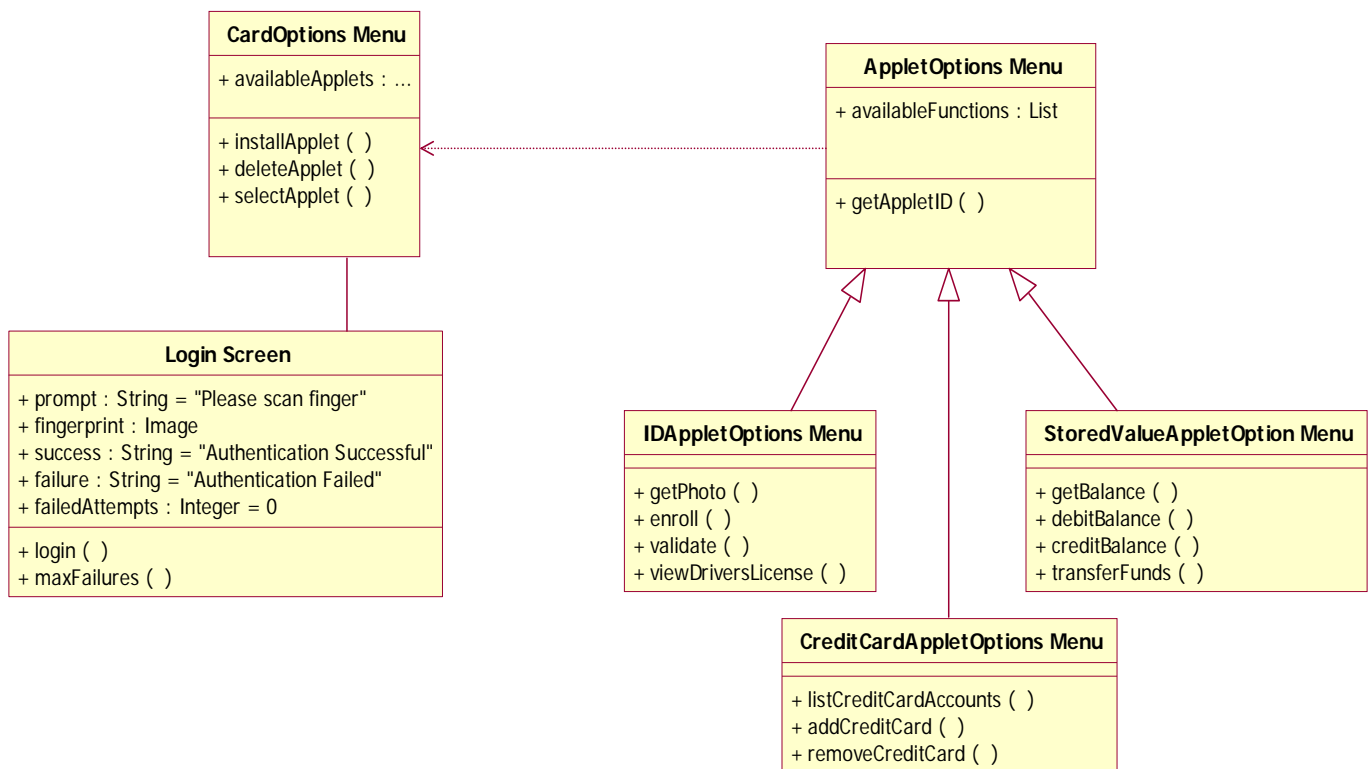 CardOptions Menu
+ availableApplets : ...
+ installApplet ( )
+ deleteApplet ( )
+ selectApplet ( )
AppletOptions Menu
+ availableFunctions : List
+ getAppletID ( )
Login Screen
+ prompt : String = "Please scan finger"
+ fingerprint : Image
+ success : String = "Authentication Successful"
+ failure : String = "Authentication Failed"
+ failedAttempts : Integer = 0
+ login ( )
+ maxFailures ( )
IDAppletOptions Menu
+ getPhoto ( )
+ enroll ( )
+ validate ( )
+ viewDriversLicense ( )
StoredValueAppletOption Menu
+ getBalance ( )
+ debitBalance ( )
+ creditBalance ( )
+ transferFunds ( )
CreditCardAppletOptions Menu
+ listCreditCardAccounts ( )
+ addCreditCard ( )
+ removeCreditCard ( )